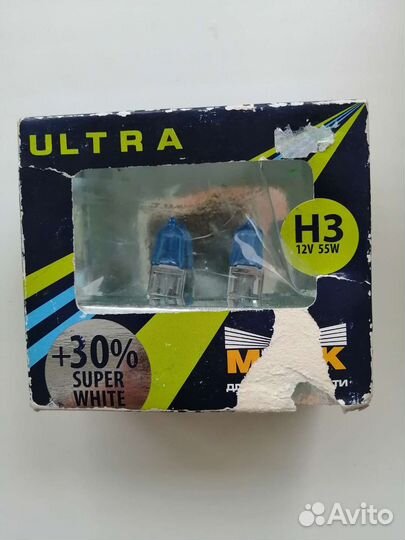 ULTRA
H3
12V 55W
+30%
SUPER
WHITE
Avito